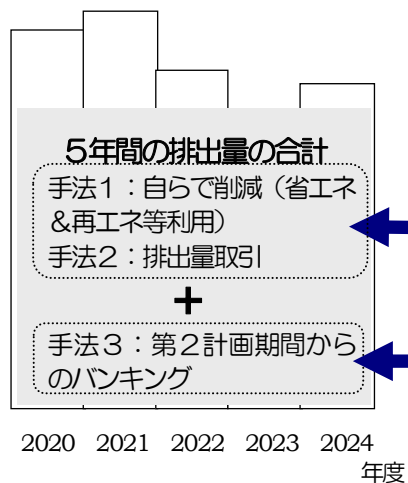 ５年間の排出量の合計
手法１：自らで削減（省エネ
＆再エネ等利用）
手法２：排出量取引
＋
手法３：第２計画期間から
のバンキング
2020 2021 2022 2023 2024
年度